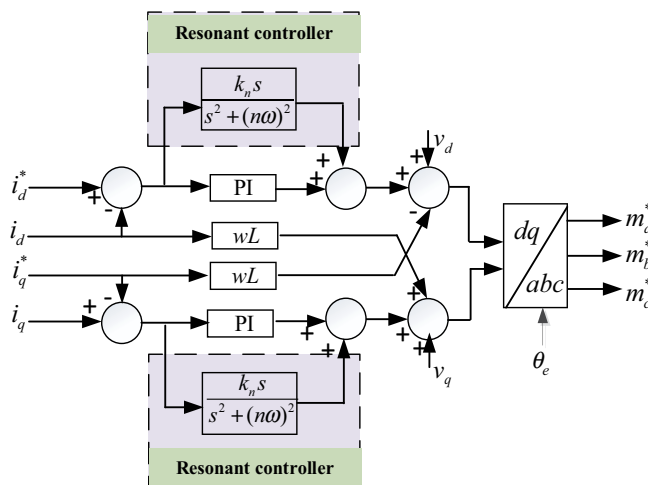 Resonant controller
k_n s
s^2 + (nω)^2
v_d
+
+
+
+
i_d^*
+
-
PI
-
i_d
wL
dq
m_a^*
i_q^*
wL
m_b^*
-
+
abc
m_c^*
i_q
+
PI
+
+
+
+
θ_e
v_q
k_n s
s^2 + (nω)^2
Resonant controller